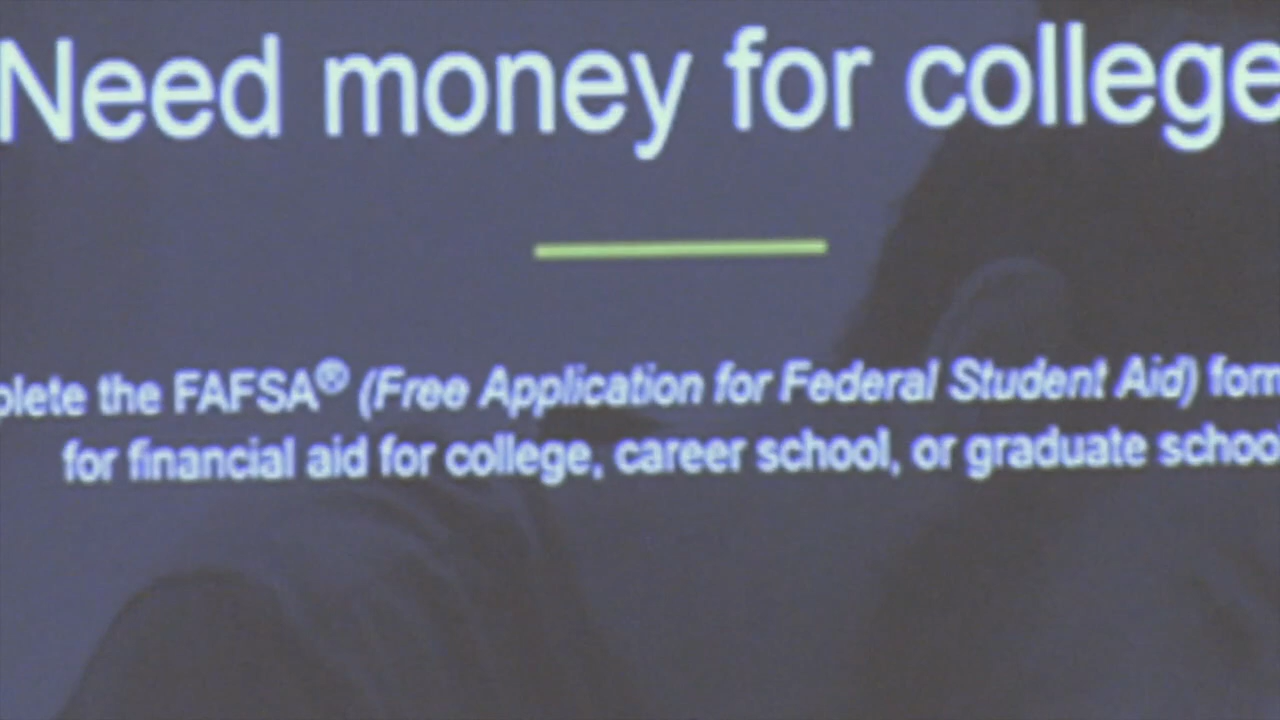 Need money for college
plete the FAFSA® (Free Application for Federal Student Aid) form
for financial aid for college, career school, or graduate schoo